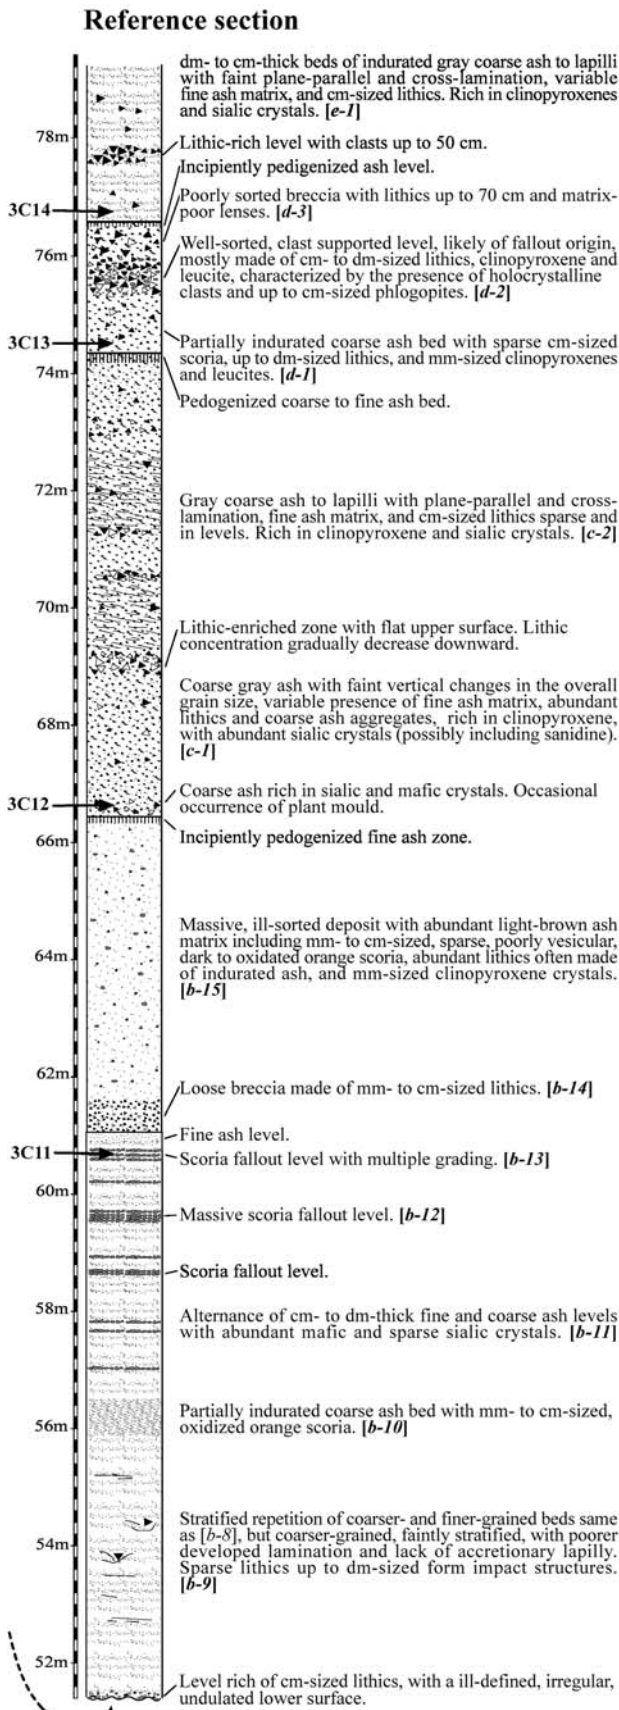 Reference section
dm- to cm-thick beds of indurated gray coarse ash to lapilli
with faint plane-parallel and cross-lamination, variable
fine ash matrix, and cm-sized lithics. Rich in clinopyroxenes
and sialic crystals. [e-1]
78m
Lithic-rich level with clasts up to 50 cm.
Incipiently pedigenized ash level.
Poorly sorted breccia with lithics up to 70 cm and matrix-
poor lenses. [d-3]
3C14
76m
Well-sorted, clast supported level, likely of fallout origin,
mostly made of cm- to dm-sized lithics, clinopyroxene and
leucite, characterized by the presence of holocrystalline
clasts and up to cm-sized phlogopites. [d-2]
3C13
Partially indurated coarse ash bed with sparse cm-sized
scoria, up to dm-sized lithics, and mm-sized clinopyroxenes
and leucites. [d-1]
74m
Pedogenized coarse to fine ash bed.
72m
Gray coarse ash to lapilli with plane-parallel and cross-
lamination, fine ash matrix, and cm-sized lithics sparse and
in levels. Rich in clinopyroxene and sialic crystals. [c-2]
70m
Lithic-enriched zone with flat upper surface. Lithic
concentration gradually decrease downward.
68m
Coarse gray ash with faint vertical changes in the overall
grain size, variable presence of fine ash matrix, abundant
lithics and coarse ash aggregates, rich in clinopyroxene,
with abundant sialic crystals (possibly including sanidine).
[c-1]
3C12
Coarse ash rich in sialic and mafic crystals. Occasional
occurrence of plant mould.
66m
Incipiently pedogenized fine ash zone.
64m
Massive, ill-sorted deposit with abundant light-brown ash
matrix including mm- to cm-sized, sparse, poorly vesicular,
dark to oxidated orange scoria, abundant lithics often made
of indurated ash, and mm-sized clinopyroxene crystals.
[b-15]
62m
Loose breccia made of mm- to cm-sized lithics. [b-14]
Fine ash level.
3C11
Scoria fallout level with multiple grading. [b-13]
60m
Massive scoria fallout level. [b-12]
Scoria fallout level.
58m
Alternance of cm- to dm-thick fine and coarse ash levels
with abundant mafic and sparse sialic crystals. [b-11]
56m
Partially indurated coarse ash bed with mm- to cm-sized,
oxidized orange scoria. [b-10]
54m
Stratified repetition of coarser- and finer-grained beds same
as [b-8], but coarser-grained, faintly stratified, with poorer
developed lamination and lack of accretionary lapilly.
Sparse lithics up to dm-sized form impact structures.
[b-9]
52m
Level rich of cm-sized lithics, with a ill-defined, irregular,
undulated lower surface.